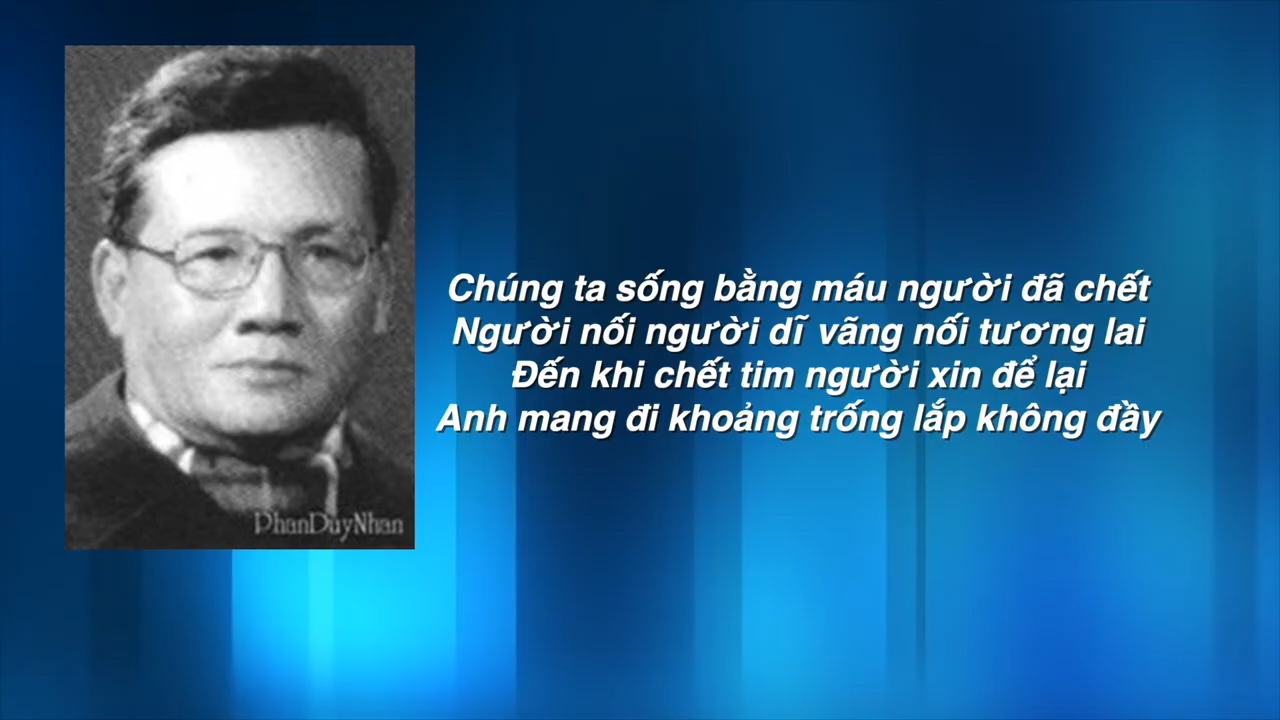 Chúng ta sống bằng máu người đã chết
Người nối người dĩ vãng nối tương lai
Đến khi chết tim người xin để lại
Anh mang đi khoảng trống lắp không đầy
PhanDuyNhan